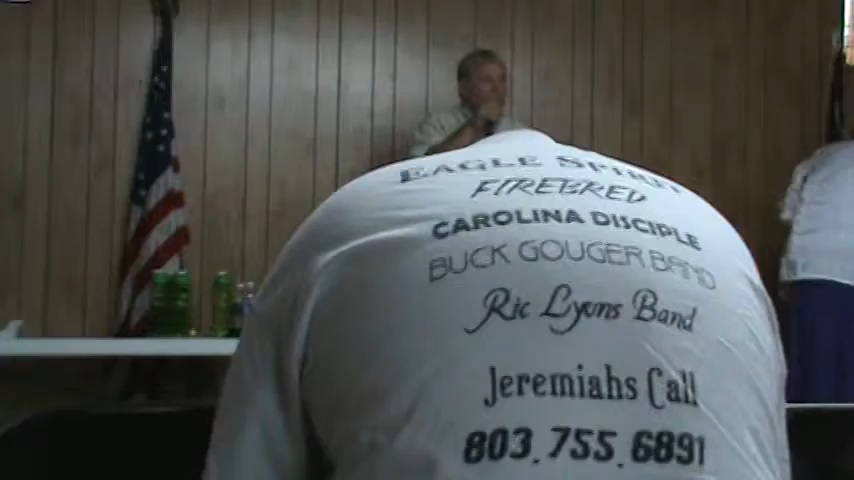 EAGLE SPIRIT
FIREBRED
CAROLINA DISCIPLE
BUCK GOUGER BAND
Ric Lyons Band
Jeremiahs Call
803.755.6891